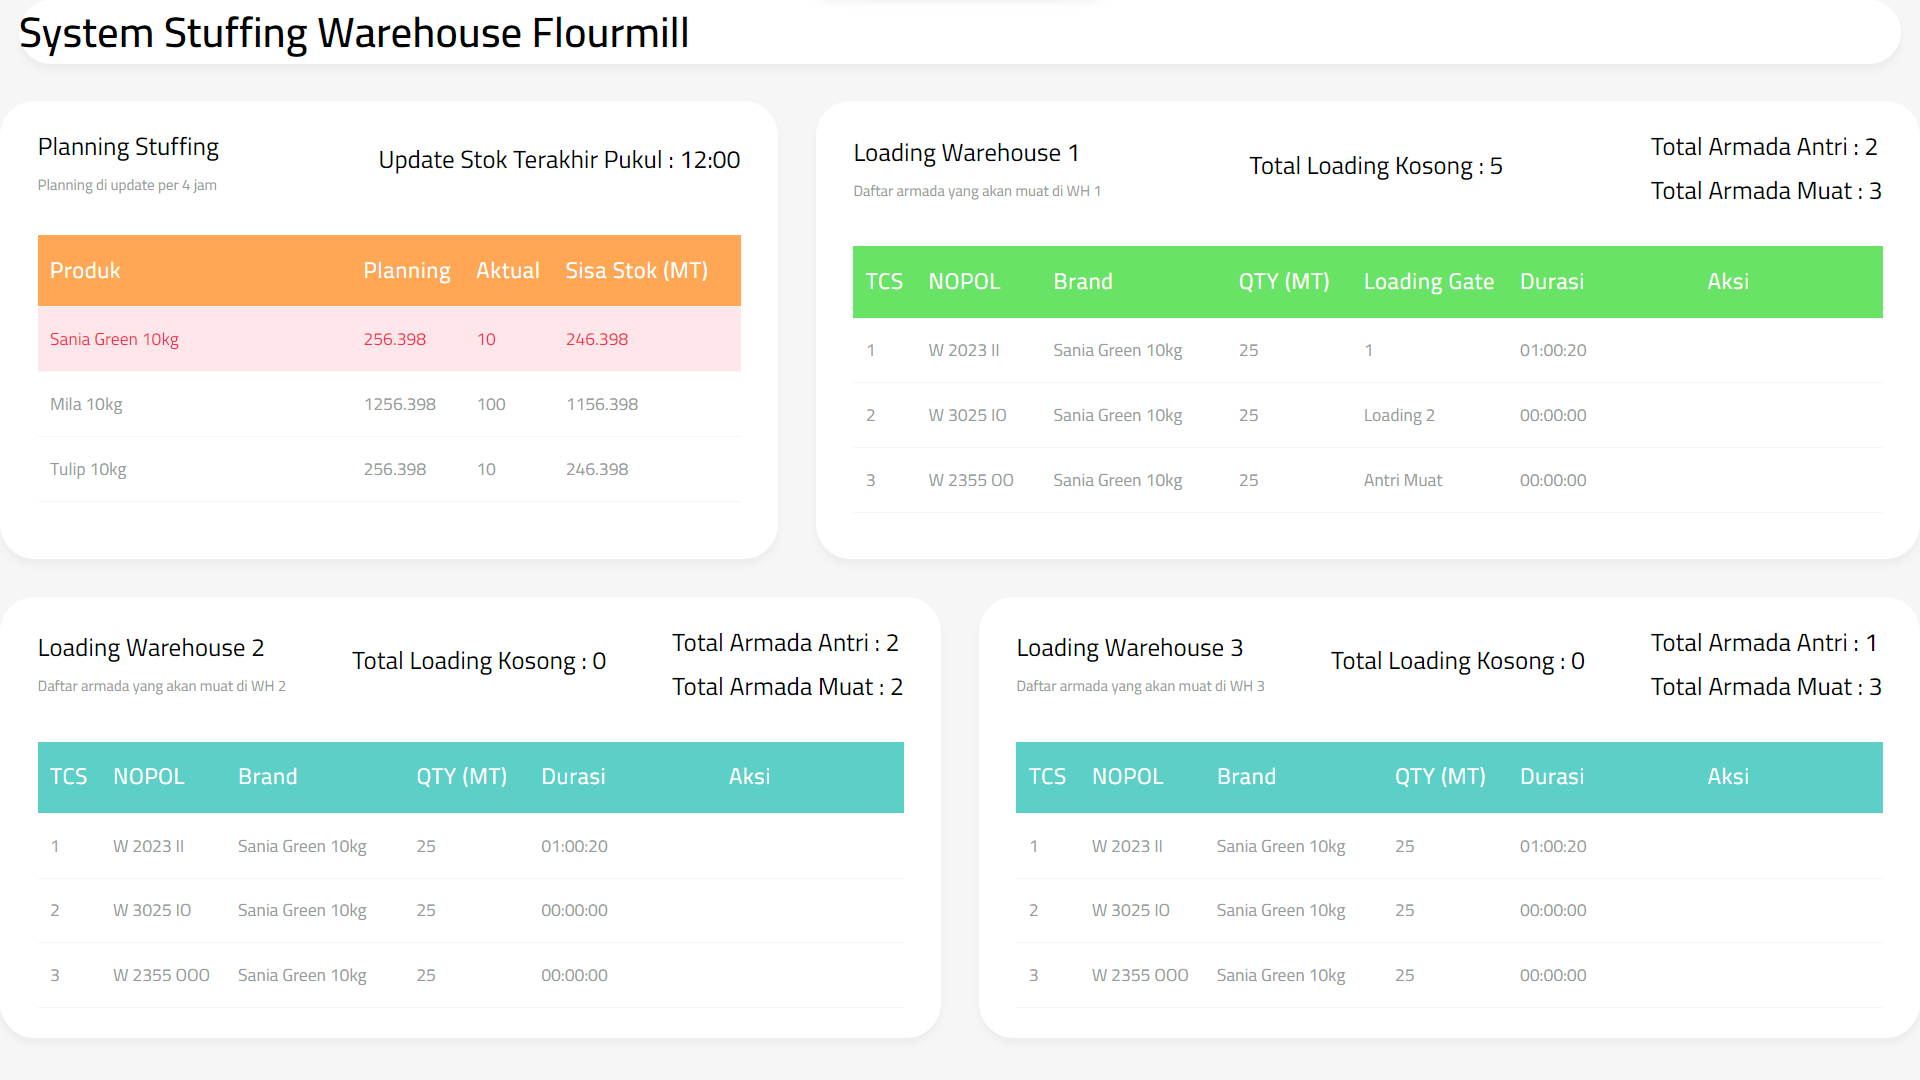 System Stuffing Warehouse Flourmill
Planning Stuffing
Planning di update per 4 jam
Update Stok Terakhir Pukul : 12:00
Produk Planning Aktual Sisa Stok (MT)
Sania Green 10kg 256.398 10 246.398
Mila 10kg 1256.398 100 1156.398
Tulip 10kg 256.398 10 246.398
Loading Warehouse 1
Daftar armada yang akan muat di WH 1
Total Loading Kosong : 5
Total Armada Antri : 2
Total Armada Muat : 3
TCS NOPOL Brand QTY (MT) Loading Gate Durasi Aksi
1 W 2023 II Sania Green 10kg 25 1 01:00:20
2 W 3025 IO Sania Green 10kg 25 Loading 2 00:00:00
3 W 2355 OO Sania Green 10kg 25 Antri Muat 00:00:00
Loading Warehouse 2
Daftar armada yang akan muat di WH 2
Total Loading Kosong : 0
Total Armada Antri : 2
Total Armada Muat : 2
TCS NOPOL Brand QTY (MT) Durasi Aksi
1 W 2023 II Sania Green 10kg 25 01:00:20
2 W 3025 IO Sania Green 10kg 25 00:00:00
3 W 2355 OOO Sania Green 10kg 25 00:00:00
Loading Warehouse 3
Daftar armada yang akan muat di WH 3
Total Loading Kosong : 0
Total Armada Antri : 1
Total Armada Muat : 3
TCS NOPOL Brand QTY (MT) Durasi Aksi
1 W 2023 II Sania Green 10kg 25 01:00:20
2 W 3025 IO Sania Green 10kg 25 00:00:00
3 W 2355 OOO Sania Green 10kg 25 00:00:00